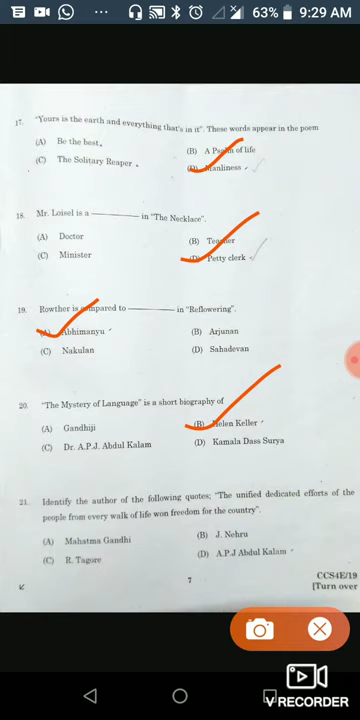 63% 9:29 AM
17. "Yours is the earth and everything that's in it". These words appear in the poem
(A) Be the best.
(B) A Psalm of life
(C) The Solitary Reaper .
(D) Manliness .
18. Mr. Loisel is a ———— in "The Necklace".
(A) Doctor
(B) Teacher
(C) Minister
(D) Petty clerk
19. Rowther is compared to ———— in "Reflowering".
(A) Abhimanyu
(B) Arjunan
(C) Nakulan
(D) Sahadevan
20. "The Mystery of Language" is a short biography of
(A) Gandhiji
(B) Helen Keller
(C) Dr. A.P.J. Abdul Kalam
(D) Kamala Dass Surya
21. Identify the author of the following quotes; "The unified dedicated efforts of the
people from every walk of life won freedom for the country".
(A) Mahatma Gandhi
(B) J. Nehru
(C) R. Tagore
(D) A.P.J Abdul Kalam
7
CCS4E/19
[Turn over
V RECORDER